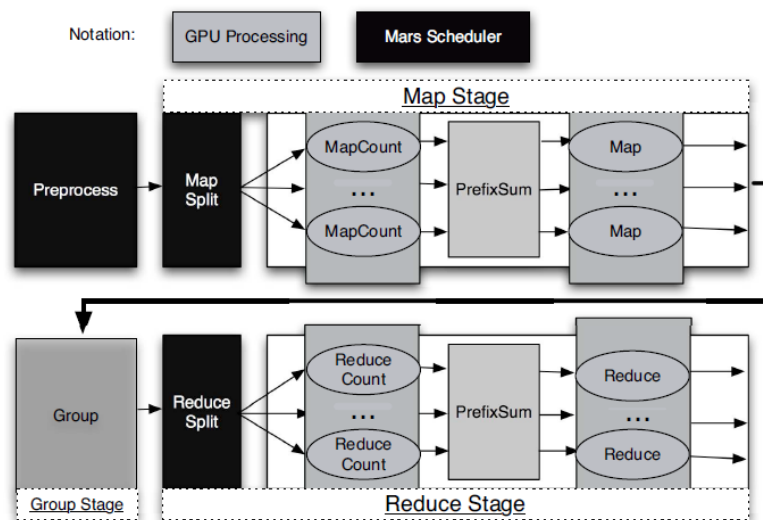 Notation:
GPU Processing
Mars Scheduler
Map Stage
Preprocess
Map
Split
MapCount
...
MapCount
PrefixSum
Map
...
Map
Group
Group Stage
Reduce
Split
Reduce
Count
...
Reduce
Count
PrefixSum
Reduce
...
Reduce
Reduce Stage